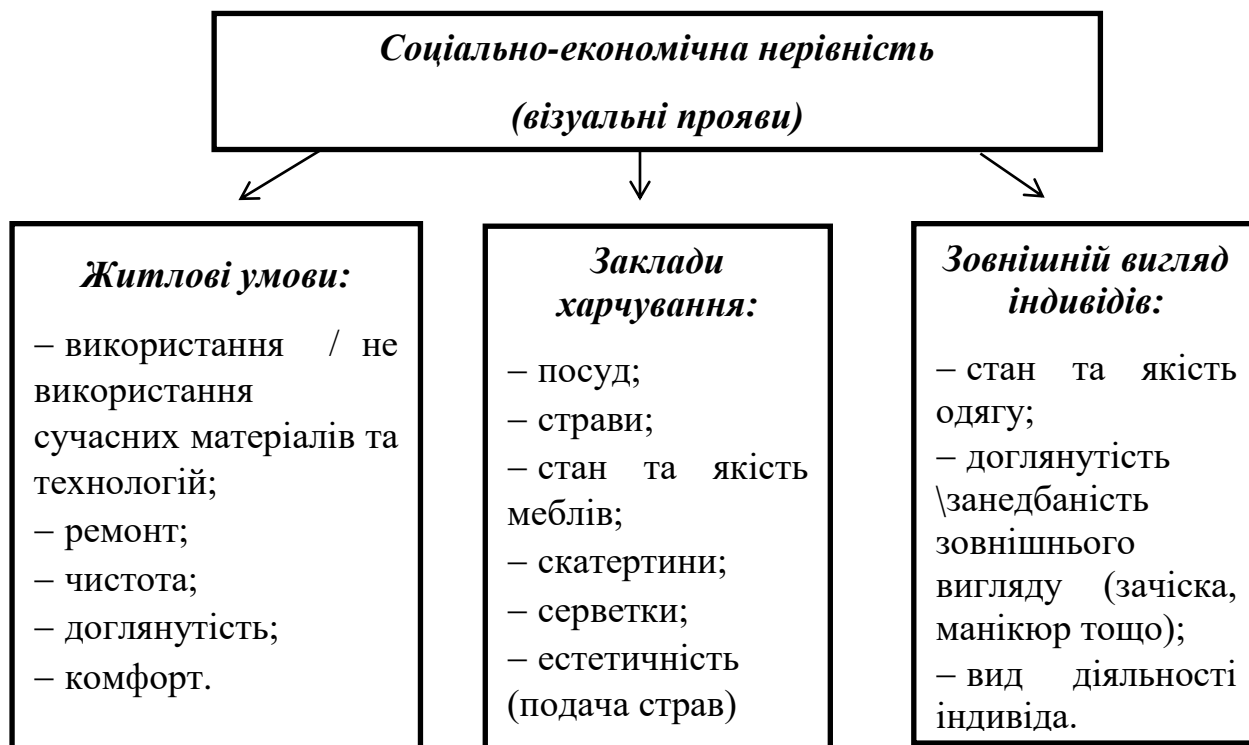 Соціально-економічна нерівність
(візуальні прояви)
Житлові умови:
– використання / не
використання
сучасних матеріалів та
технологій;
– ремонт;
– чистота;
– доглянутість;
– комфорт.
Заклади
харчування:
– посуд;
– страви;
– стан та якість
меблів;
– скатертини;
– серветки;
– естетичність
(подача страв)
Зовнішній вигляд
індивідів:
– стан та якість
одягу;
– доглянутість
\занедбаність
зовнішнього
вигляду (зачіска,
манікюр тощо);
– вид діяльності
індивіда.